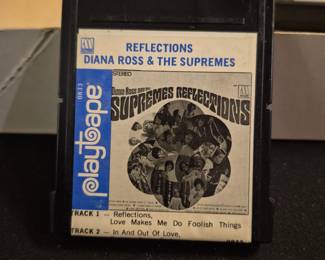 REFLECTIONS
DIANA ROSS & THE SUPREMES
0813
playtape
STEREO
Diana Ross and the
SUPREMES REFLECTIONS
TRACK 1 — Reflections,
Love Makes Me Do Foolish Things
TRACK 2 — In And Out Of Love,